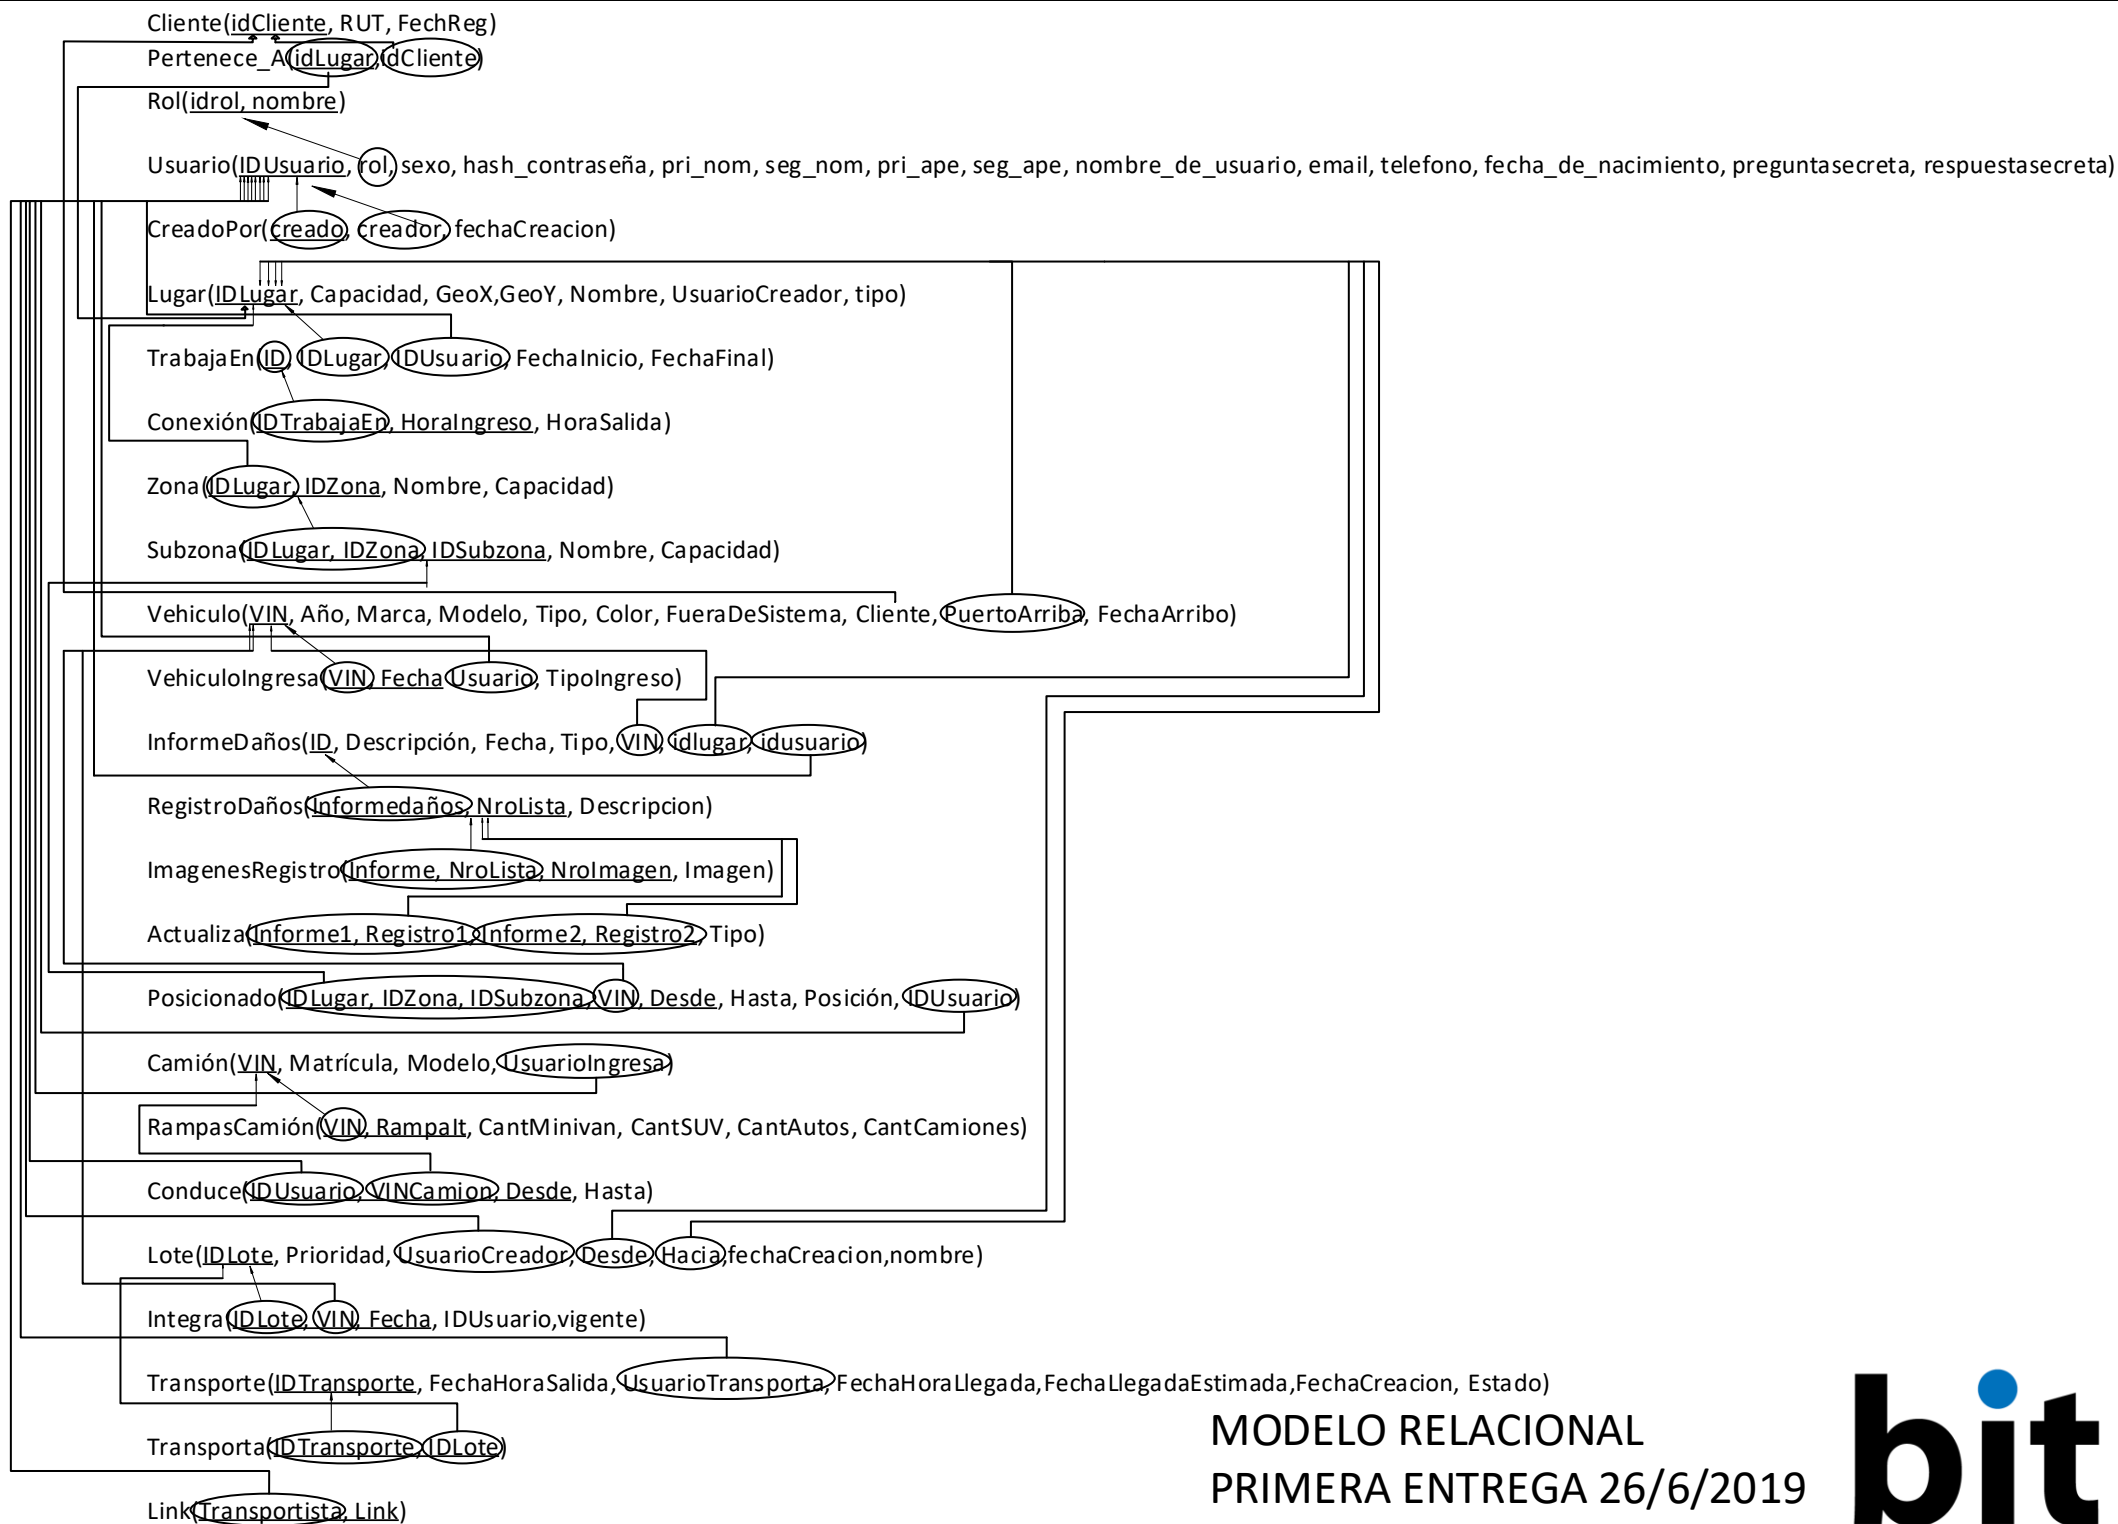 Cliente(idCliente, RUT, FechReg)
Pertenece_A(idLugar,idCliente)
Rol(idrol, nombre)
Usuario(IDUsuario, rol, sexo, hash_contraseña, pri_nom, seg_nom, pri_ape, seg_ape, nombre_de_usuario, email, telefono, fecha_de_nacimiento, preguntasecreta, respuestasecreta)
CreadoPor(creado, creador, fechaCreacion)
Lugar(IDLugar, Capacidad, GeoX,GeoY, Nombre, UsuarioCreador, tipo)
TrabajaEn(ID, IDLugar, IDUsuario, FechaInicio, FechaFinal)
Conexión(IDTrabajaEn, HoraIngreso, HoraSalida)
Zona(IDLugar, IDZona, Nombre, Capacidad)
Subzona(IDLugar, IDZona, IDSubzona, Nombre, Capacidad)
Vehiculo(VIN, Año, Marca, Modelo, Tipo, Color, FueraDeSistema, Cliente, PuertoArriba, FechaArribo)
VehiculoIngresa(VIN, Fecha Usuario, TipoIngreso)
InformeDaños(ID, Descripción, Fecha, Tipo, VIN, idlugar, idusuario)
RegistroDaños(Informedaños, NroLista, Descripcion)
ImagenesRegistro(Informe, NroLista, NroImagen, Imagen)
Actualiza(Informe1, Registro1, Informe2, Registro2, Tipo)
Posicionado(IDLugar, IDZona, IDSubzona, VIN, Desde, Hasta, Posición, IDUsuario)
Camión(VIN, Matrícula, Modelo, UsuarioIngresa)
RampasCamión(VIN, RampaIt, CantMinivan, CantSUV, CantAutos, CantCamiones)
Conduce(IDUsuario, VINCamion, Desde, Hasta)
Lote(IDLote, Prioridad, UsuarioCreador, Desde, Hacia,fechaCreacion,nombre)
Integra(IDLote, VIN, Fecha, IDUsuario,vigente)
Transporte(IDTransporte, FechaHoraSalida, UsuarioTransporta,FechaHoraLlegada,FechaLlegadaEstimada,FechaCreacion, Estado)
Transporta(IDTransporte, IDLote)
Link(Transportista, Link)
MODELO RELACIONAL
PRIMERA ENTREGA 26/6/2019
bit